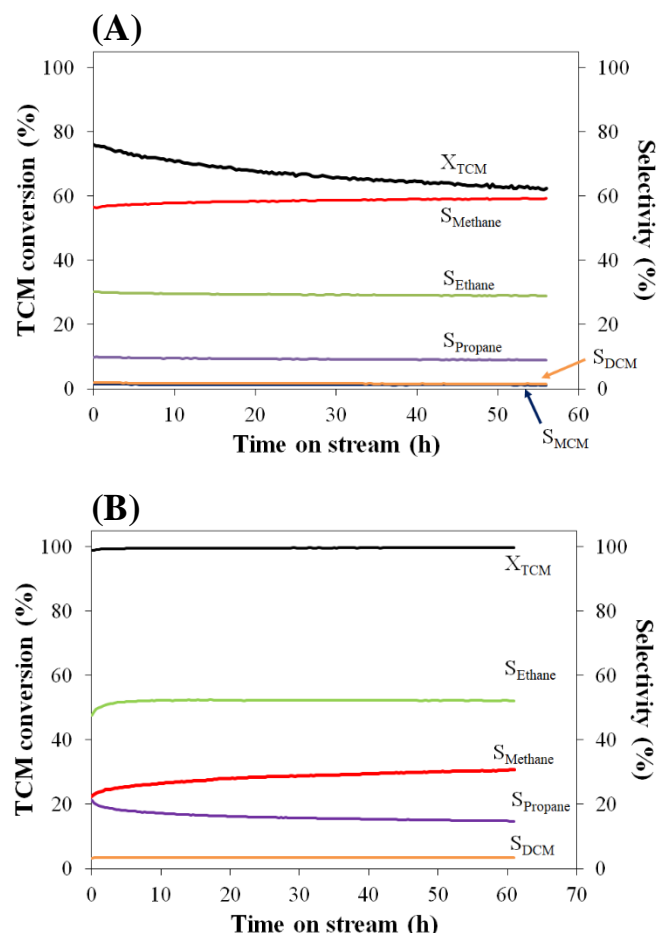 (A)
TCM conversion (%)
100
80
60
40
20
0
0 10 20 30 40 50 60
Time on stream (h)
100
80
60
40
20
0
Selectivity (%)
X_TCM
S_Methane
S_Ethane
S_Propane
S_DCM
S_MCM
(B)
TCM conversion (%)
100
80
60
40
20
0
0 10 20 30 40 50 60 70
Time on stream (h)
100
80
60
40
20
0
Selectivity (%)
X_TCM
S_Ethane
S_Methane
S_Propane
S_DCM